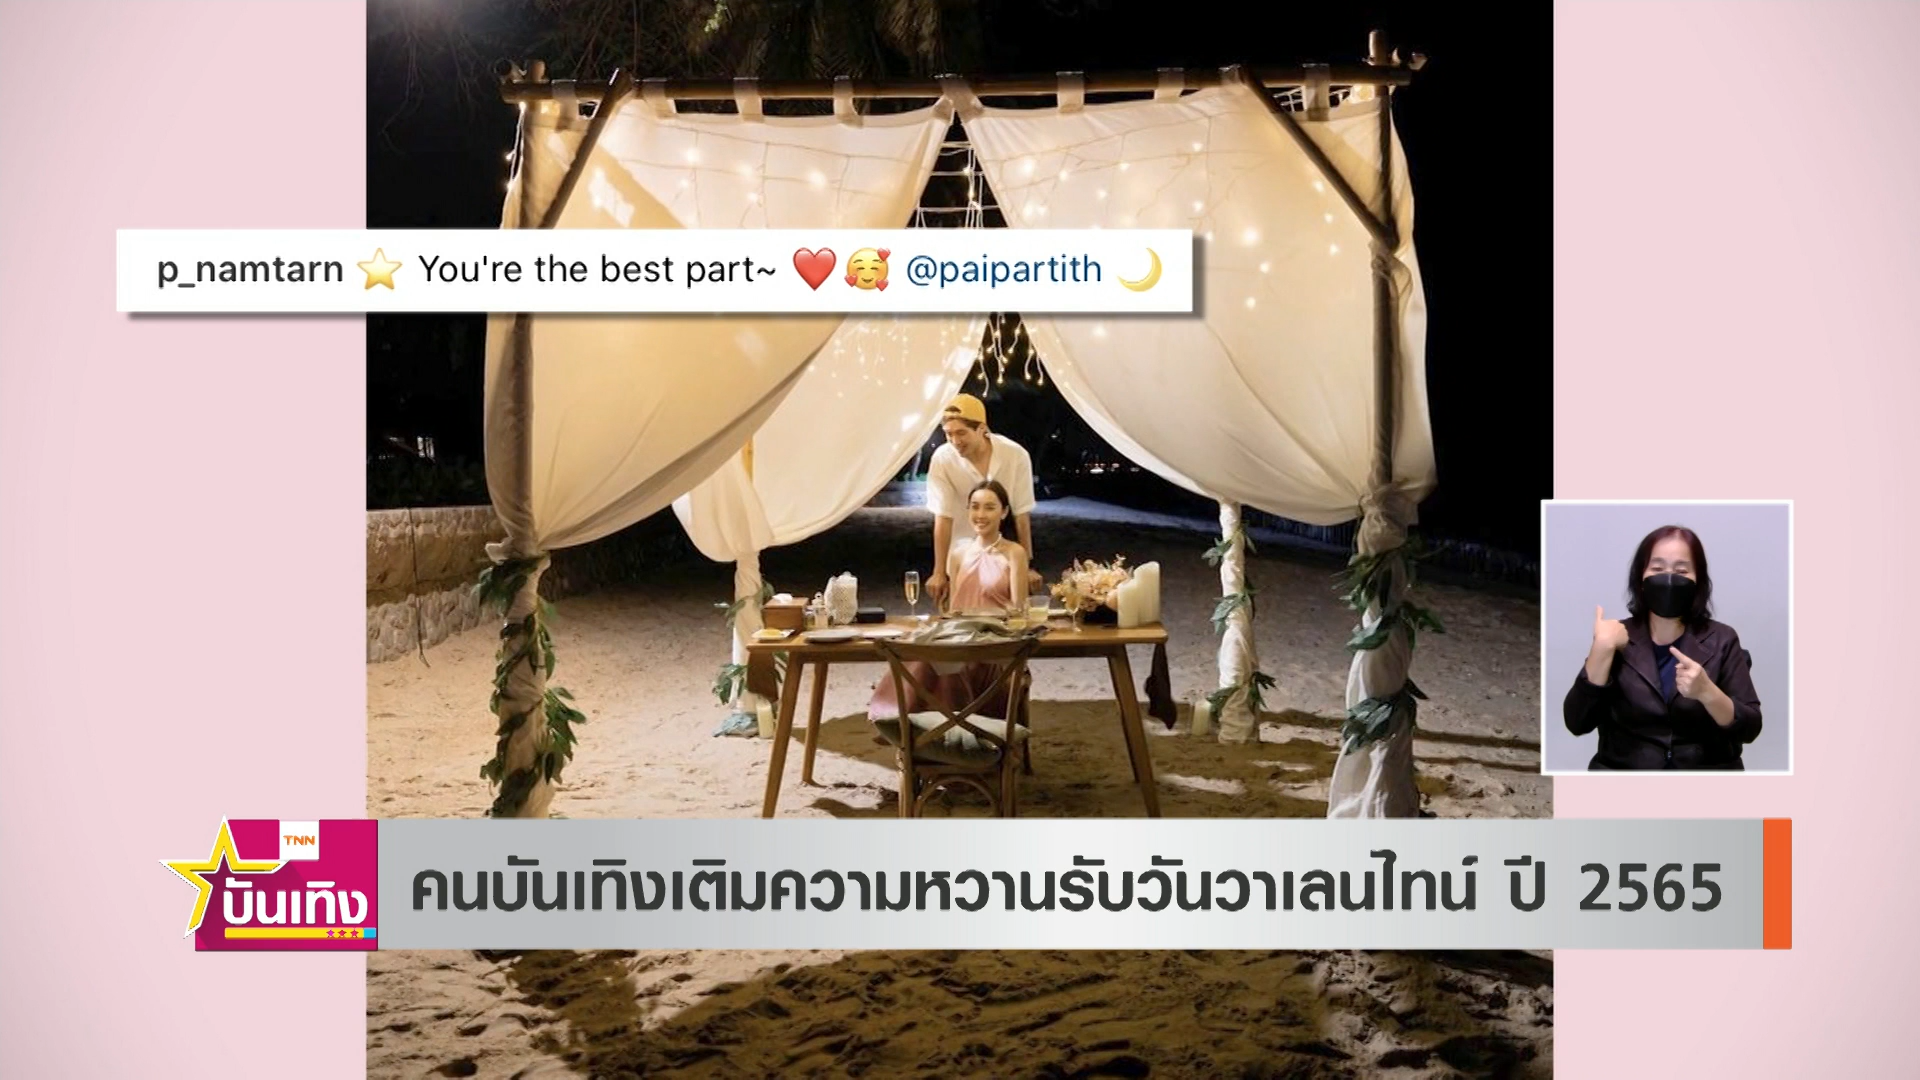 p_namtarn ⭐ You're the best part~ ❤️🥰 @paipartith 🌙
TNN
บันเทิง
คนบันเทิงเติมความหวานรับวันวาเลนไทน์ ปี 2565